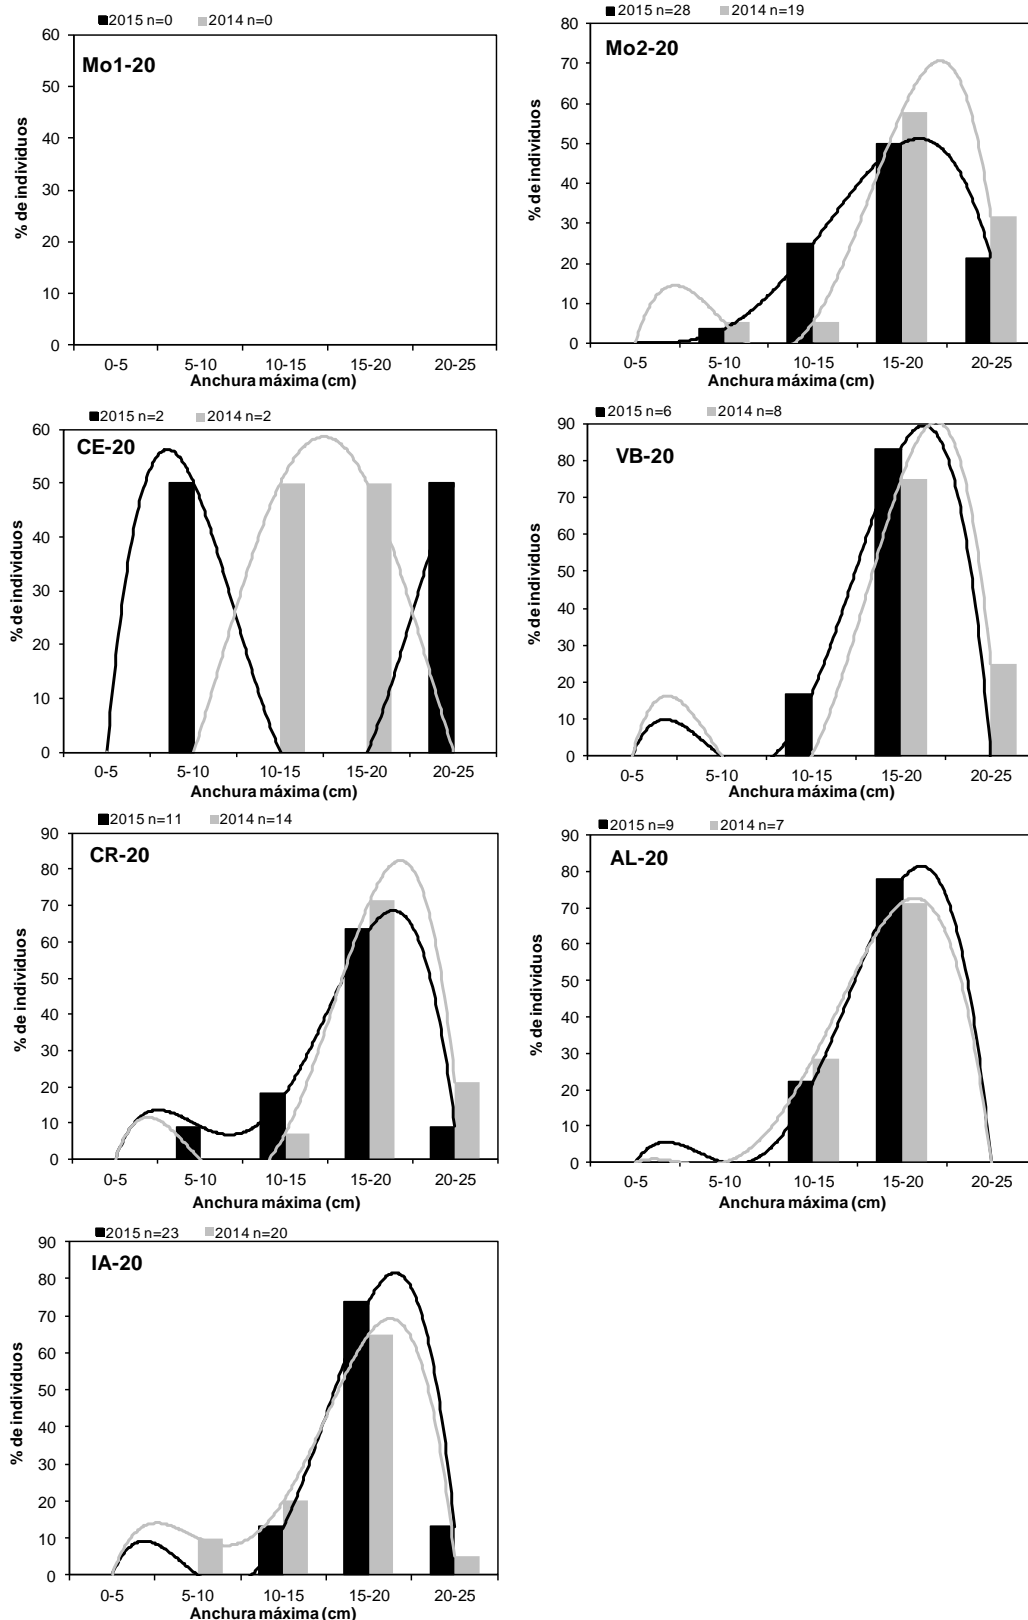 2015 n=0 2014 n=0
60
50
40
30
20
10
0
% de individuos
Mo1-20
0-5 5-10 10-15 15-20 20-25
Anchura máxima (cm)
2015 n=28 2014 n=19
80
70
60
50
40
30
20
10
0
% de individuos
Mo2-20
0-5 5-10 10-15 15-20 20-25
Anchura máxima (cm)
2015 n=2 2014 n=2
60
50
40
30
20
10
0
% de individuos
CE-20
0-5 5-10 10-15 15-20 20-25
Anchura máxima (cm)
2015 n=6 2014 n=8
90
80
70
60
50
40
30
20
10
0
% de individuos
VB-20
0-5 5-10 10-15 15-20 20-25
Anchura máxima (cm)
2015 n=11 2014 n=14
90
80
70
60
50
40
30
20
10
0
% de individuos
CR-20
0-5 5-10 10-15 15-20 20-25
Anchura máxima (cm)
2015 n=9 2014 n=7
90
80
70
60
50
40
30
20
10
0
% de individuos
AL-20
0-5 5-10 10-15 15-20 20-25
Anchura máxima (cm)
2015 n=23 2014 n=20
90
80
70
60
50
40
30
20
10
0
% de individuos
IA-20
0-5 5-10 10-15 15-20 20-25
Anchura máxima (cm)